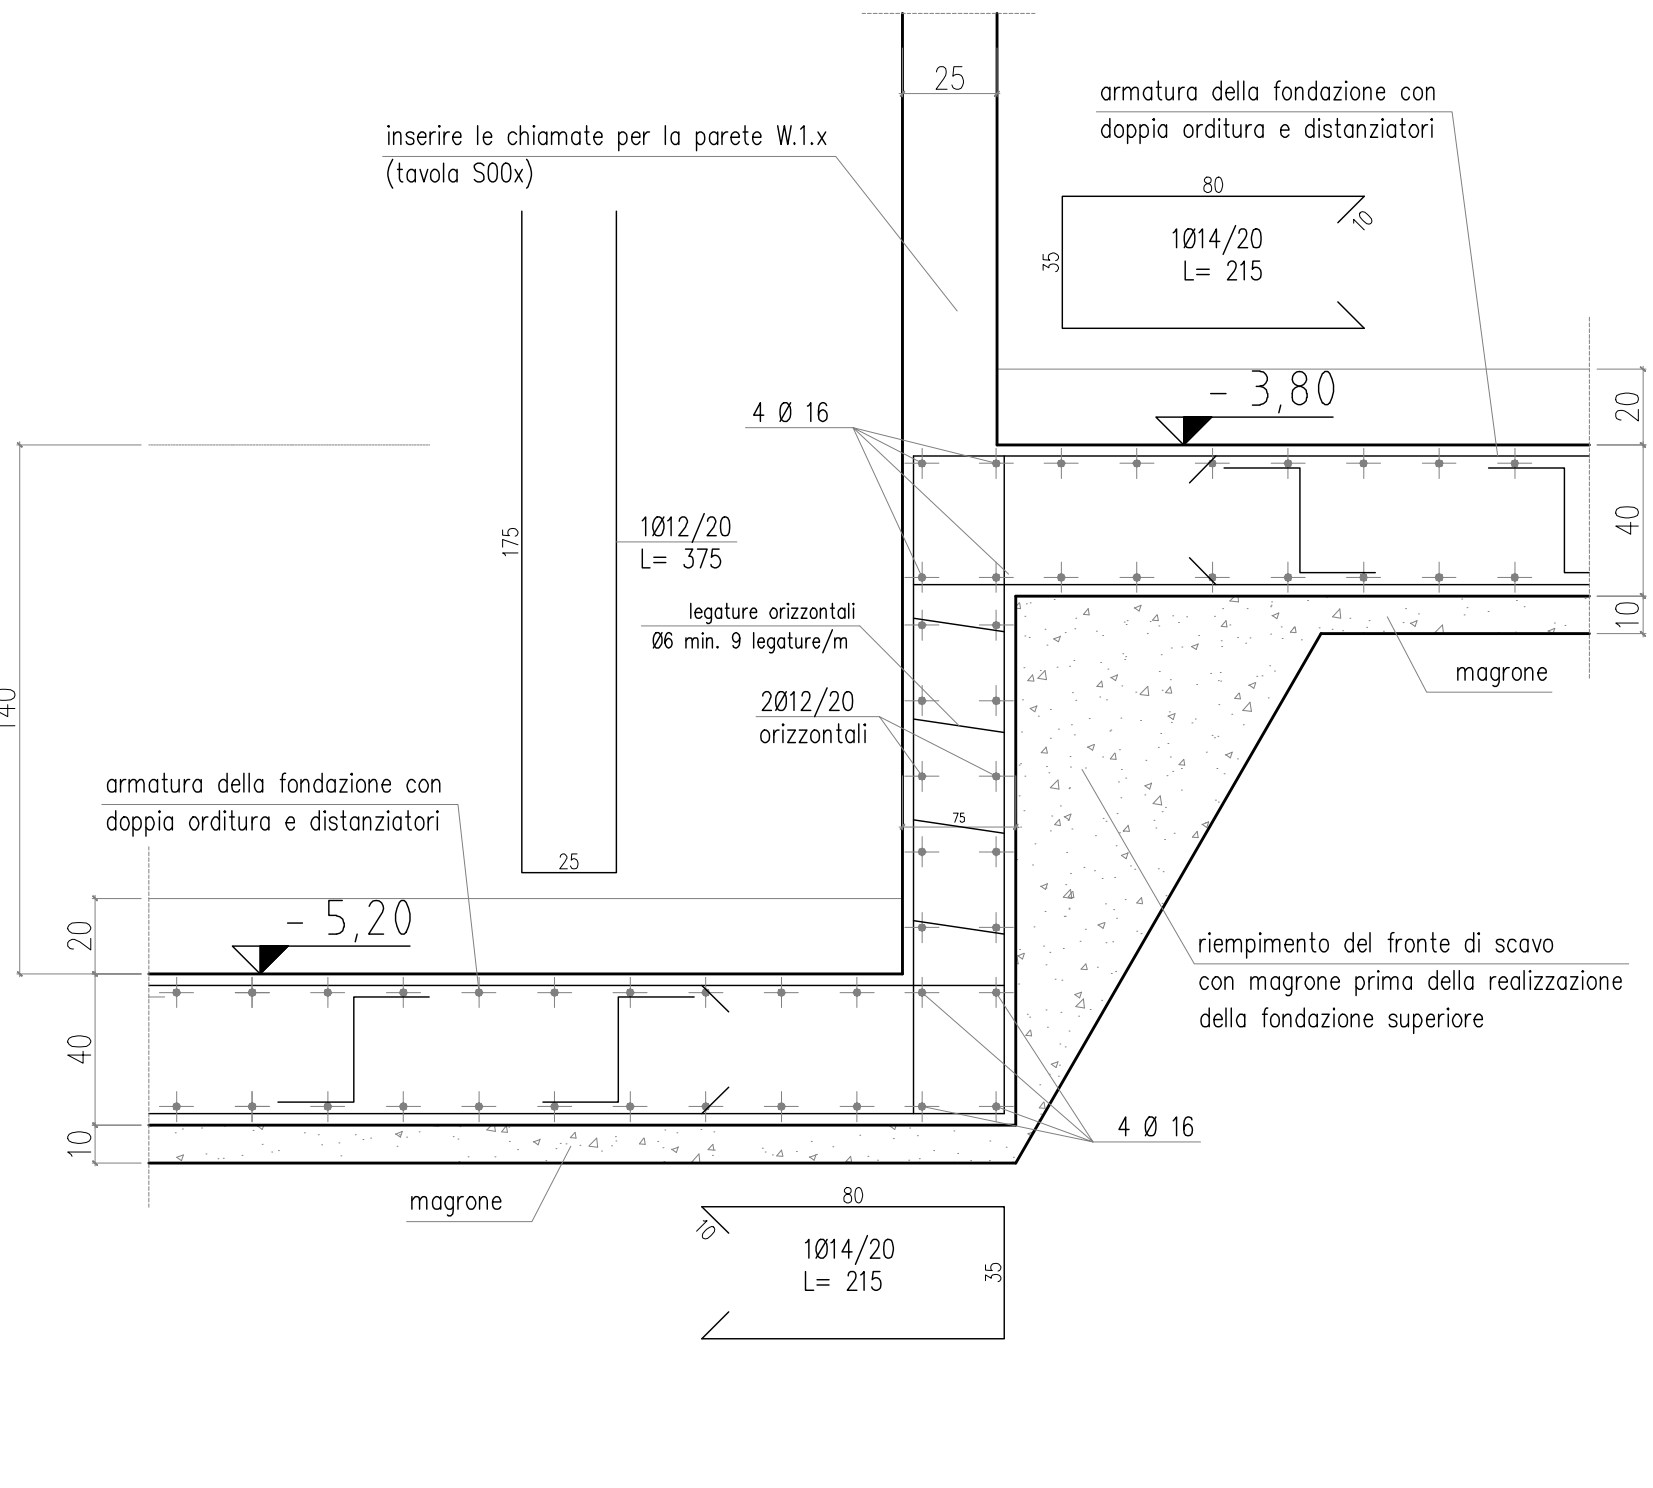 25
armatura della fondazione con
doppia orditura e distanziatori
inserire le chiamate per la parete W.1.x
(tavola S00x)
80
10
35
1Ø14/20
L= 215
- 3,80
20
40
10
4 Ø 16
175
1Ø12/20
L= 375
25
legature orizzontali
Ø6 min. 9 legature/m
2Ø12/20
orizzontali
magrone
140
armatura della fondazione con
doppia orditura e distanziatori
75
- 5,20
20
40
10
riempimento del fronte di scavo
con magrone prima della realizzazione
della fondazione superiore
4 Ø 16
magrone
80
10
35
1Ø14/20
L= 215